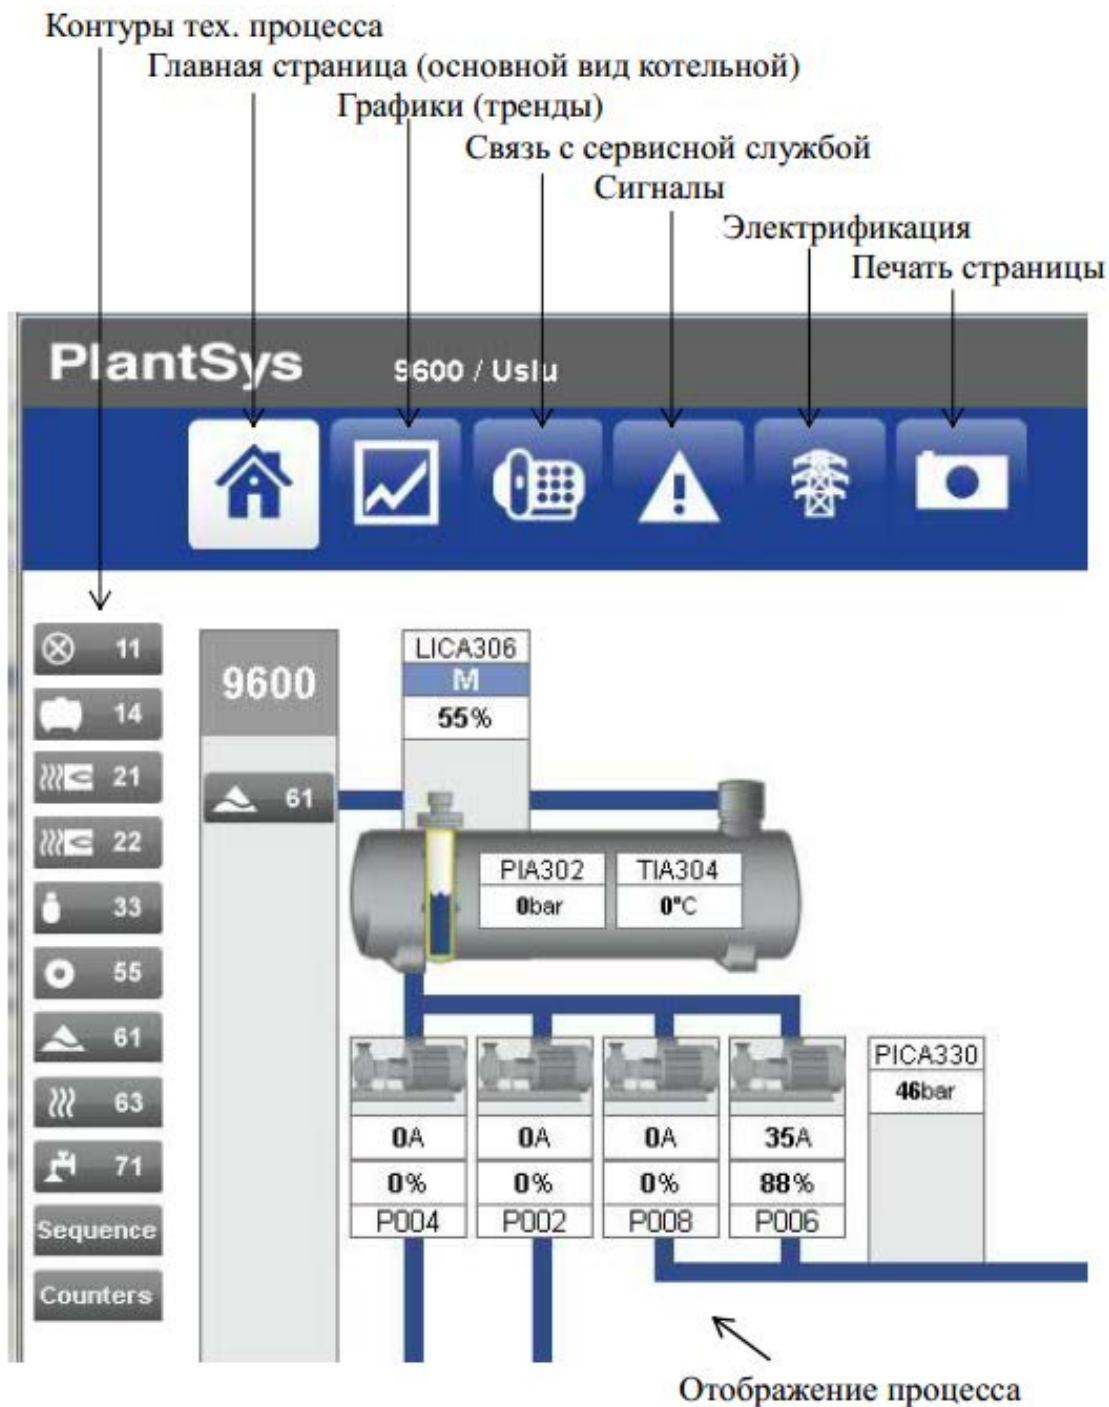 Контуры тех. процесса
Главная страница (основной вид котельной)
Графики (тренды)
Связь с сервисной службой
Сигналы
Электрификация
Печать страницы
PlantSys 9600 / Uslu
11
14
21
22
33
55
61
63
71
Sequence
Counters
9600
61
LICA306
M
55%
PIA302
0bar
TIA304
0°C
0A 0A 0A 35A
0% 0% 0% 88%
P004 P002 P008 P006
PICA330
46bar
Отображение процесса